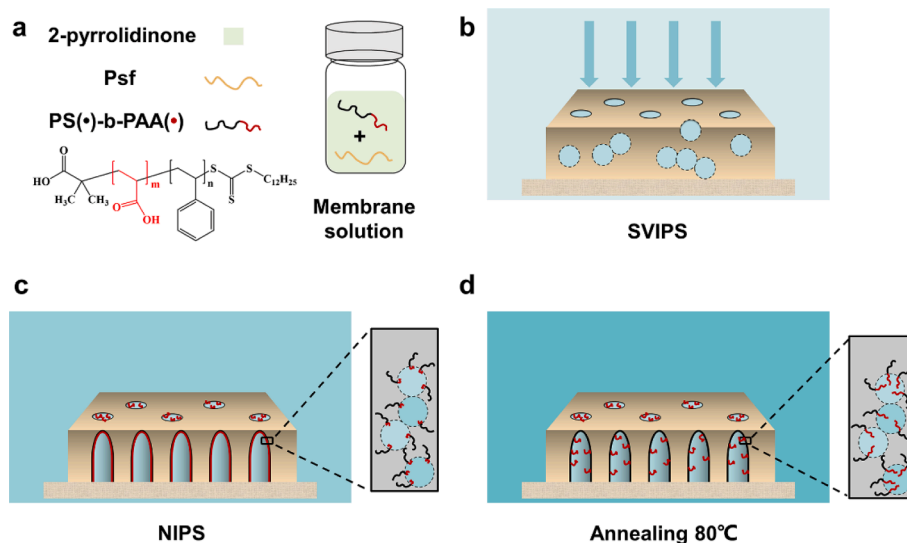 a
2-pyrrolidinone
Psf
PS(•)-b-PAA(•)
O
HO
H₃C
CH₃
m
O
OH
n
S
S
S
C₁₂H₂₅
+
Membrane
solution
b
SVIPS
c
NIPS
d
Annealing 80℃